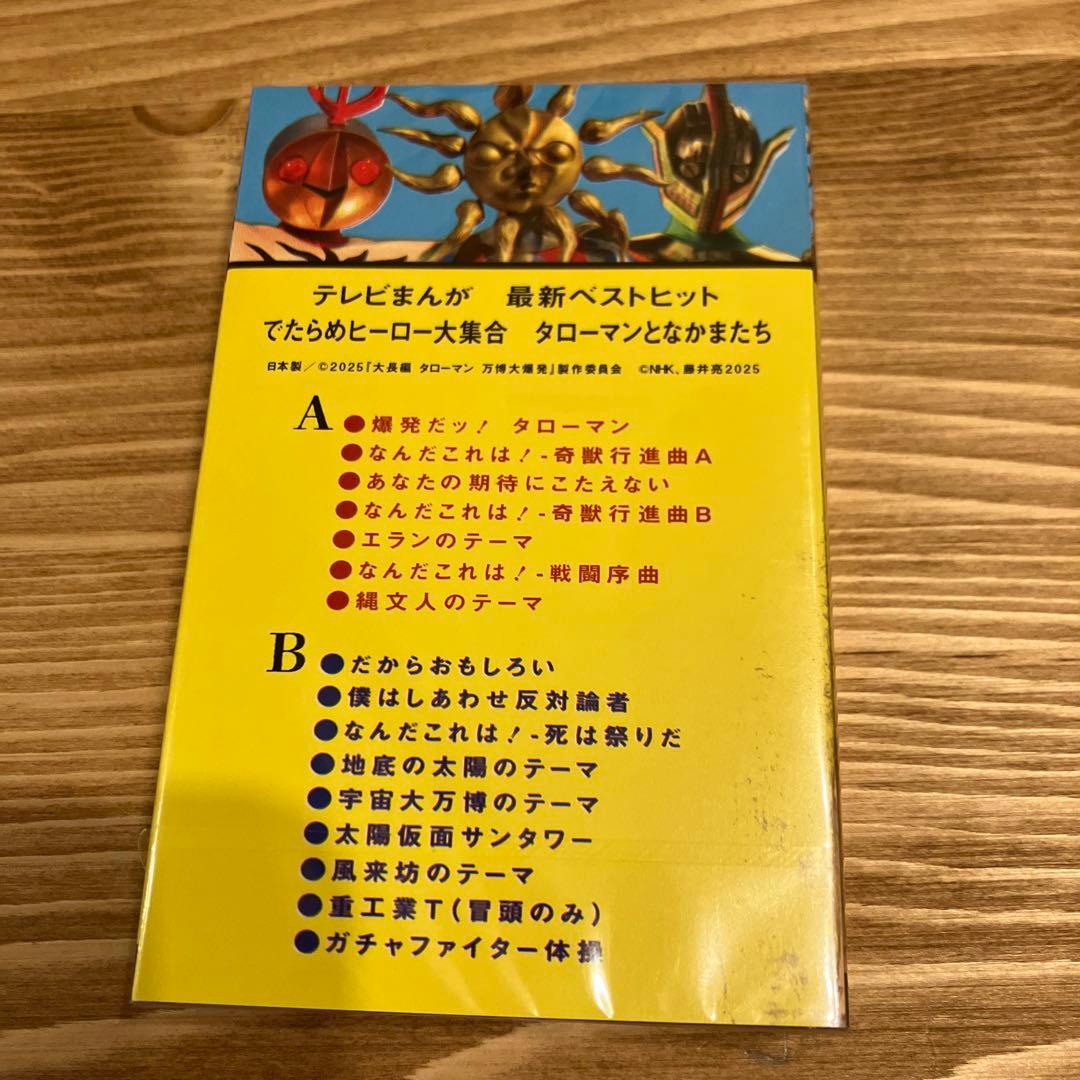 テレビまんが　最新ベストヒット
でたらめヒーロー大集合　タローマンとなかまたち
日本製／©2025『大長編 タローマン 万博大爆発』製作委員会　©NHK、藤井亮2025
A ●爆発だッ！　タローマン
●なんだこれは！-奇獣行進曲A
●あなたの期待にこたえない
●なんだこれは！-奇獣行進曲B
●エランのテーマ
●なんだこれは！-戦闘序曲
●縄文人のテーマ
B ●だからおもしろい
●僕はしあわせ反対論者
●なんだこれは！-死は祭りだ
●地底の太陽のテーマ
●宇宙大万博のテーマ
●太陽仮面サンタワー
●風来坊のテーマ
●重工業T(冒頭のみ)
●ガチャファイター体操